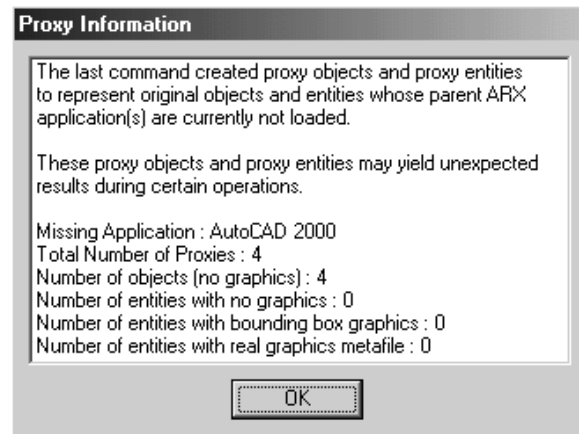 Proxy Information
The last command created proxy objects and proxy entities
to represent original objects and entities whose parent ARX
application(s) are currently not loaded.
These proxy objects and proxy entities may yield unexpected
results during certain operations.
Missing Application : AutoCAD 2000
Total Number of Proxies : 4
Number of objects (no graphics) : 4
Number of entities with no graphics : 0
Number of entities with bounding box graphics : 0
Number of entities with real graphics metafile : 0
OK